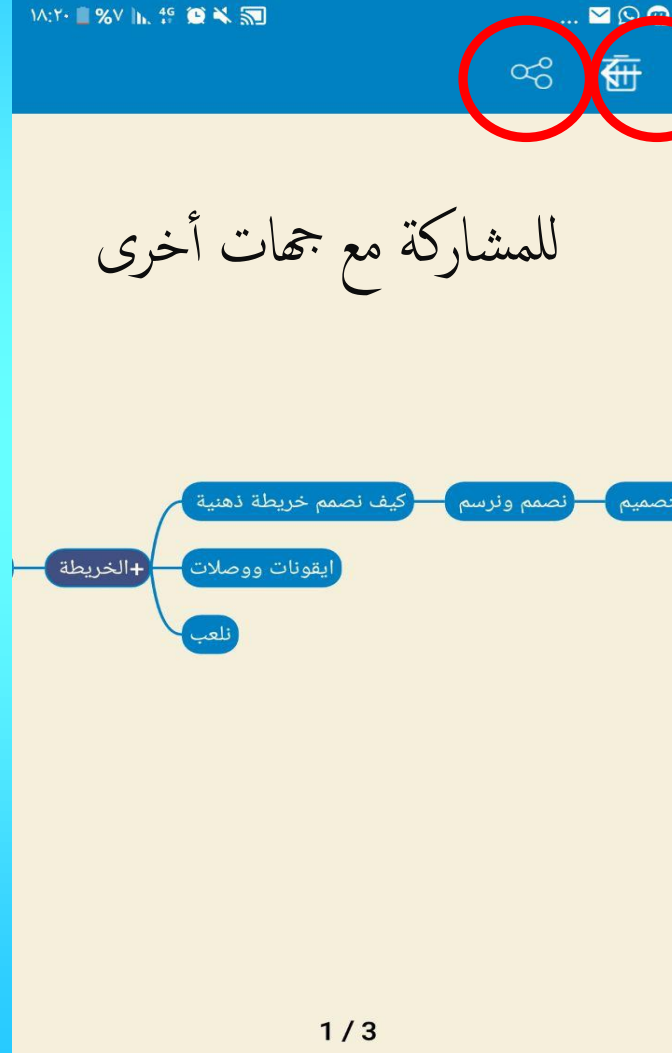 ١٨:٢٠ %٧ 4G ...
للمشاركة مع جهات أخرى
تصميم
نصمم ونرسم
كيف نصمم خريطة ذهنية
+الخريطة
ايقونات ووصلات
نلعب
1 / 3